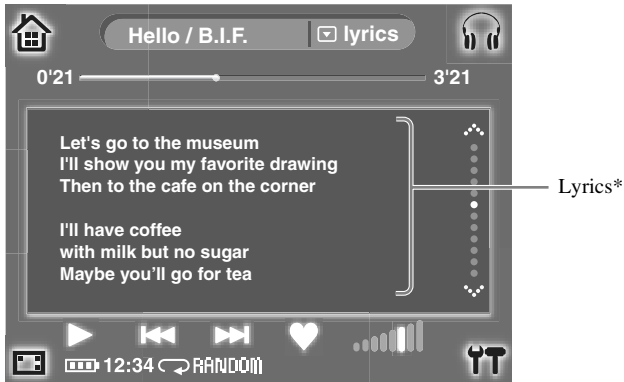 Hello / B.I.F. lyrics
0'21 3'21
Let's go to the museum
I'll show you my favorite drawing
Then to the cafe on the corner
I'll have coffee
with milk but no sugar
Maybe you'll go for tea
Lyrics*
12:34 RANDOM